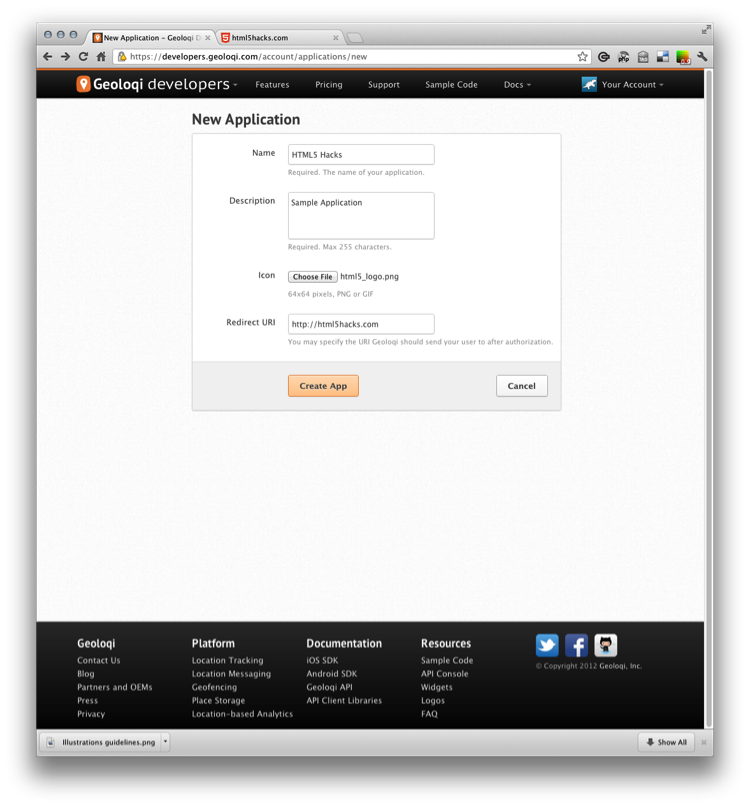 New Application – Geoloqi D
html5hacks.com
https://developers.geoloqi.com/account/applications/new
Geoloqi developers
Features
Pricing
Support
Sample Code
Docs
Your Account
New Application
Name
HTML5 Hacks
Required. The name of your application.
Description
Sample Application
Required. Max 255 characters.
Icon
Choose File html5_logo.png
64x64 pixels, PNG or GIF
Redirect URI
http://html5hacks.com
You may specify the URI Geoloqi should send your user to after authorization.
Create App
Cancel
Geoloqi
Contact Us
Blog
Partners and OEMs
Press
Privacy
Platform
Location Tracking
Location Messaging
Geofencing
Place Storage
Location-based Analytics
Documentation
iOS SDK
Android SDK
Geoloqi API
API Client Libraries
Resources
Sample Code
API Console
Widgets
Logos
FAQ
© Copyright 2012 Geoloqi, Inc.
Illustrations guidelines.png
Show All